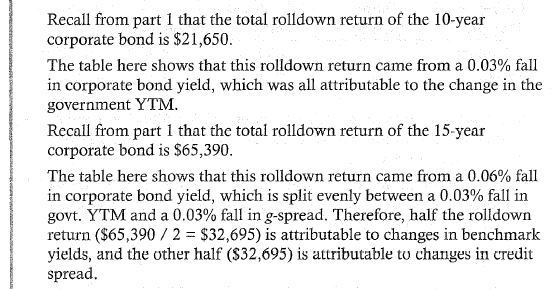 Recall from part 1 that the total rolldown return of the 10-year
corporate bond is $21,650.
The table here shows that this rolldown return came from a 0.03% fall
in corporate bond yield, which was all attributable to the change in the
government YTM.
Recall from part 1 that the total rolldown return of the 15-year
corporate bond is $65,390.
The table here shows that this rolldown return came from a 0.06% fall
in corporate bond yield, which is split evenly between a 0.03% fall in
govt. YTM and a 0.03% fall in g-spread. Therefore, half the rolldown
return ($65,390 / 2 = $32,695) is attributable to changes in benchmark
yields, and the other half ($32,695) is attributable to changes in credit
spread.